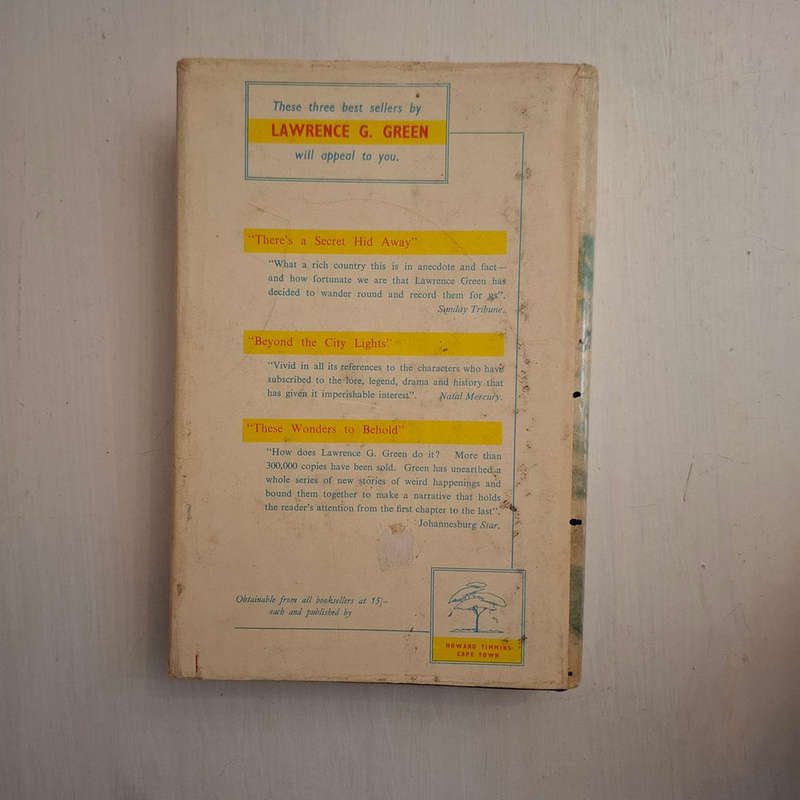 These three best sellers by
LAWRENCE G. GREEN
will appeal to you.
"There's a Secret Hid Away"
"What a rich country this is in anecdote and fact—
and how fortunate we are that Lawrence Green has
decided to wander round and record them for us".
Sunday Tribune.
"Beyond the City Lights"
"Vivid in all its references to the characters who have
subscribed to the lore, legend, drama and history that
has given it imperishable interest". Natal Mercury.
"These Wonders to Behold"
"How does Lawrence G. Green do it? More than
300,000 copies have been sold. Green has unearthed a
whole series of new stories of weird happenings and
bound them together to make a narrative that holds
the reader's attention from the first chapter to the last".
Johannesburg Star.
Obtainable from all booksellers at 15/-
each and published by
HOWARD TIMMINS
CAPE TOWN